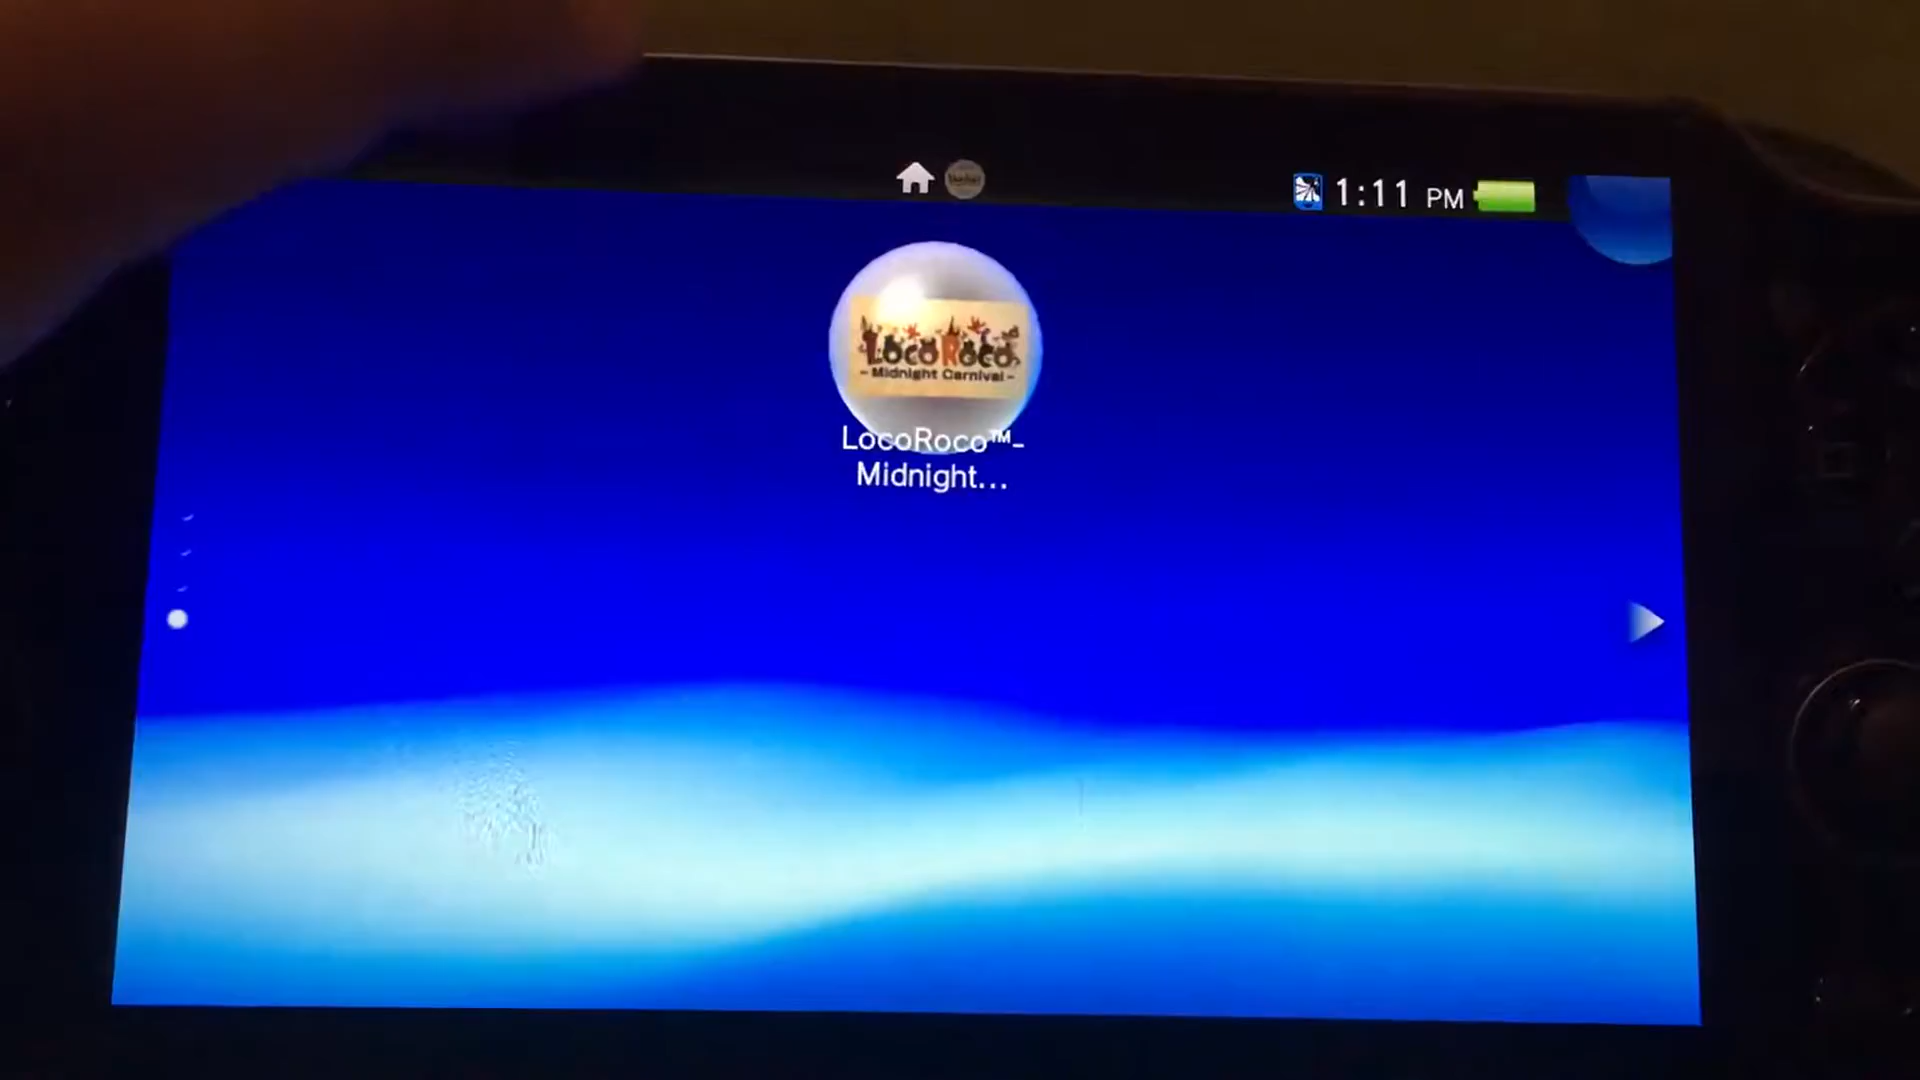 1:11 PM
LocoRoco
- Midnight Carnival -
LocoRoco™-
Midnight...